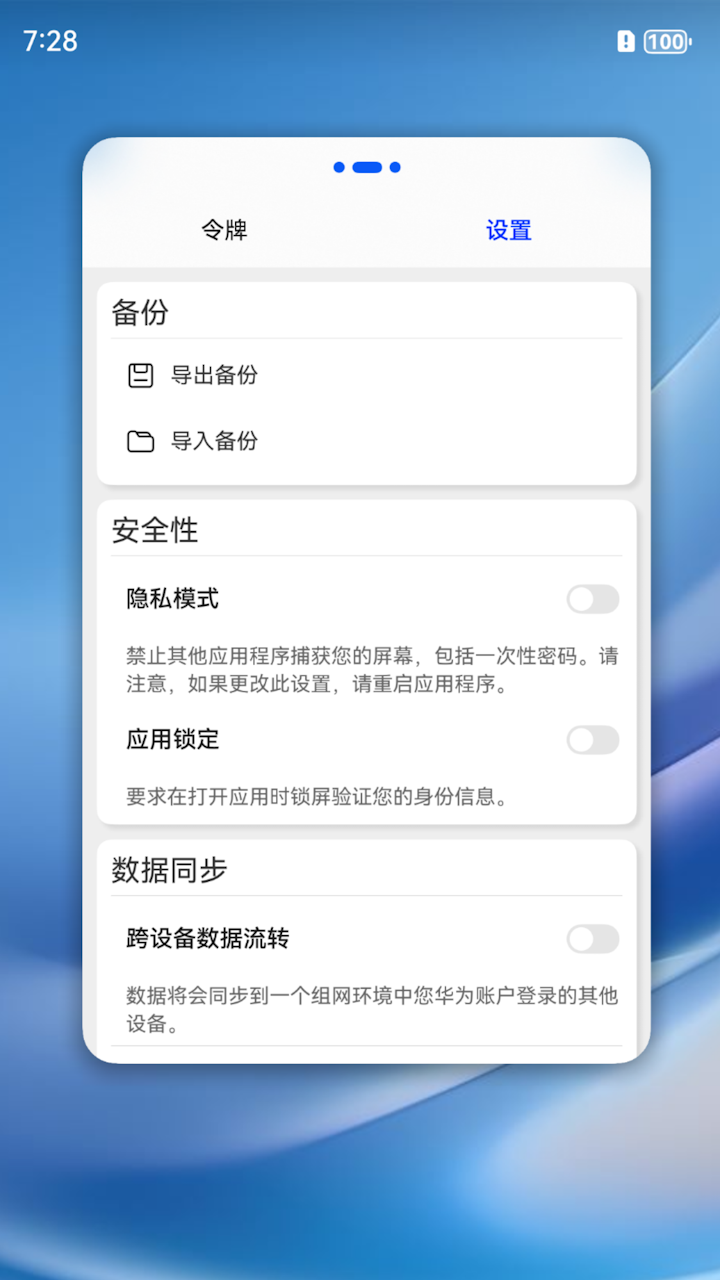 7:28
100
令牌
设置
备份
导出备份
导入备份
安全性
隐私模式
禁止其他应用程序捕获您的屏幕，包括一次性密码。请
注意，如果更改此设置，请重启应用程序。
应用锁定
要求在打开应用时锁屏验证您的身份信息。
数据同步
跨设备数据流转
数据将会同步到一个组网环境中您华为账户登录的其他
设备。